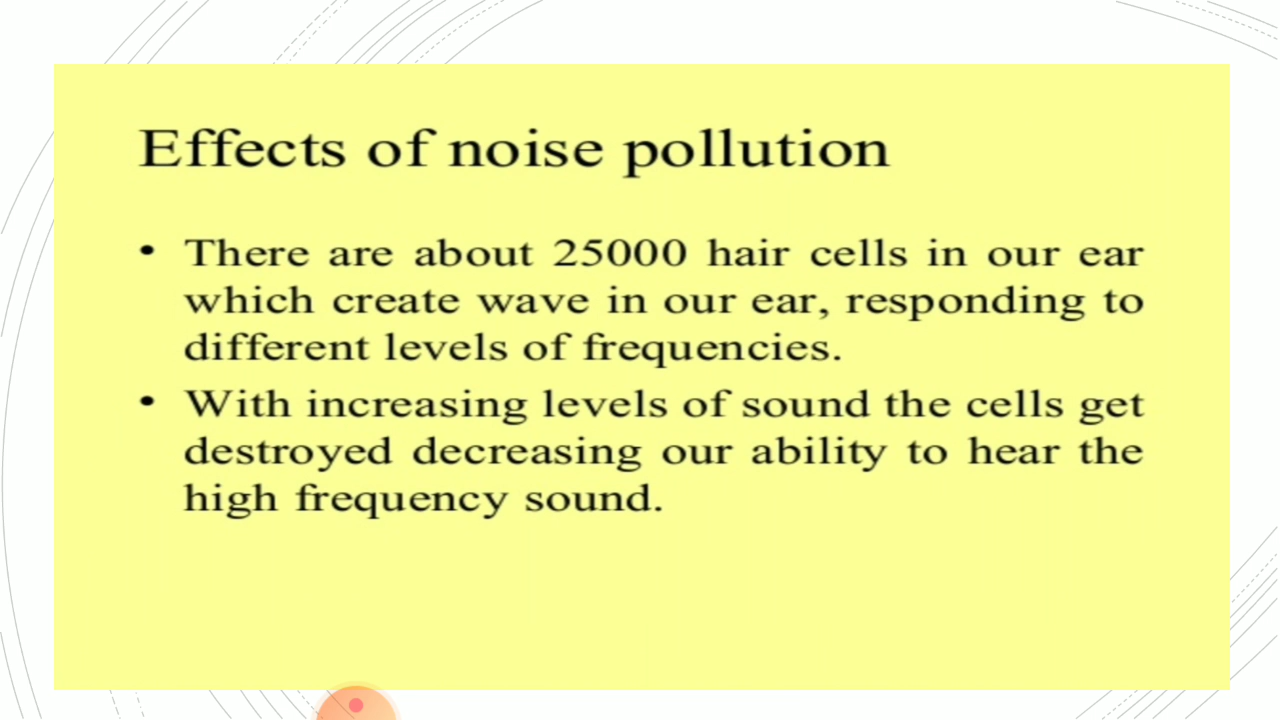 Effects of noise pollution
• There are about 25000 hair cells in our ear
which create wave in our ear, responding to
different levels of frequencies.
• With increasing levels of sound the cells get
destroyed decreasing our ability to hear the
high frequency sound.